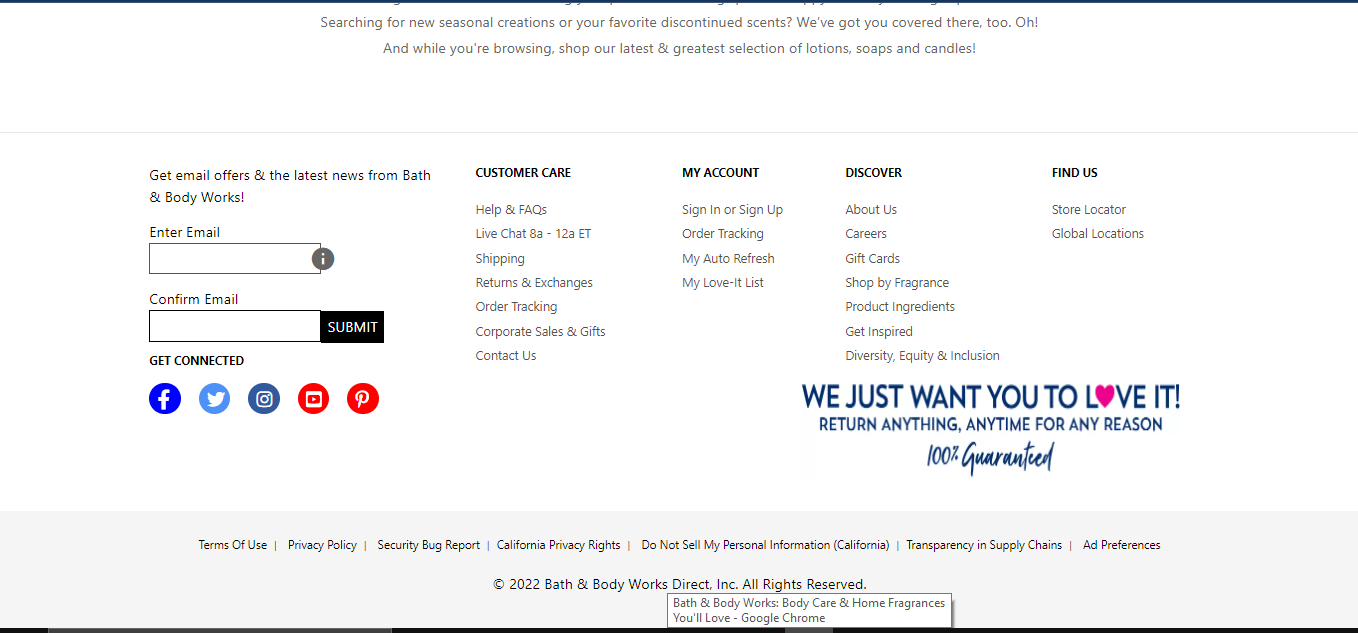 Searching for new seasonal creations or your favorite discontinued scents? We've got you covered there, too. Oh!
And while you're browsing, shop our latest & greatest selection of lotions, soaps and candles!
Get email offers & the latest news from Bath
& Body Works!
Enter Email
i
Confirm Email
SUBMIT
GET CONNECTED
CUSTOMER CARE
Help & FAQs
Live Chat 8a - 12a ET
Shipping
Returns & Exchanges
Order Tracking
Corporate Sales & Gifts
Contact Us
MY ACCOUNT
Sign In or Sign Up
Order Tracking
My Auto Refresh
My Love-It List
DISCOVER
About Us
Careers
Gift Cards
Shop by Fragrance
Product Ingredients
Get Inspired
Diversity, Equity & Inclusion
FIND US
Store Locator
Global Locations
WE JUST WANT YOU TO LOVE IT!
RETURN ANYTHING, ANYTIME FOR ANY REASON
100% Guaranteed
Terms Of Use | Privacy Policy | Security Bug Report | California Privacy Rights | Do Not Sell My Personal Information (California) | Transparency in Supply Chains | Ad Preferences
© 2022 Bath & Body Works Direct, Inc. All Rights Reserved.
Bath & Body Works: Body Care & Home Fragrances
You'll Love - Google Chrome